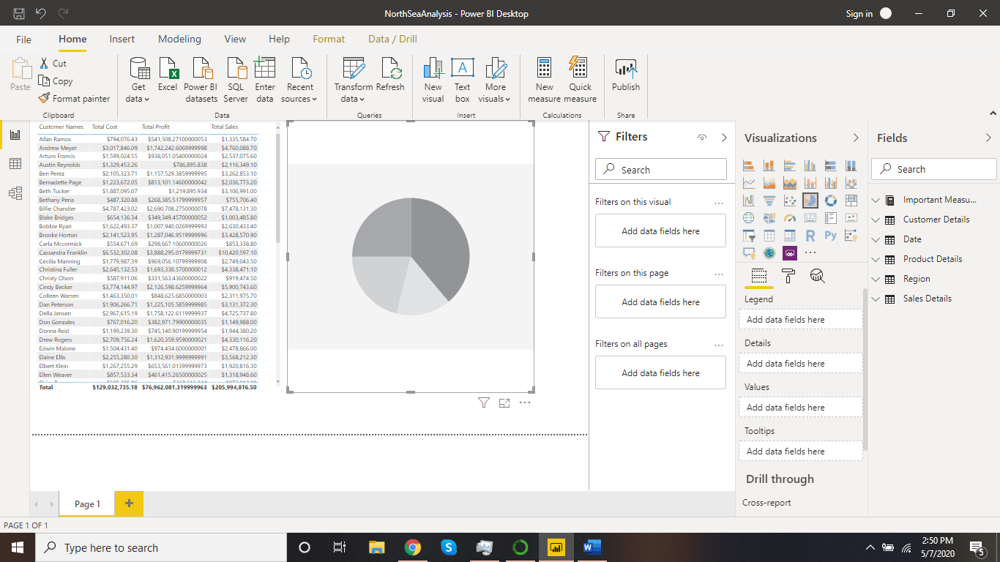 NorthSeaAnalysis - Power BI Desktop
Sign in
File Home Insert Modeling View Help Format Data / Drill
Paste
Cut
Copy
Format painter
Clipboard
Get data
Excel
Power BI datasets
SQL Server
Enter data
Recent sources
Data
Transform data
Refresh
Queries
New visual
Text box
More visuals
Insert
New measure
Quick measure
Calculations
Publish
Share
Customer Names Total Cost Total Profit Total Sales
Allan Ramos $794,076.43 $541,508.27100000053 $1,335,584.70
Andrew Meyer $3,017,846.09 $1,742,242.6069999998 $4,760,088.70
Arturo Francis $1,599,024.55 $938,051.05400000024 $2,537,075.60
Austin Reynolds $1,329,453.26 $786,895.838 $2,116,349.10
Ben Perez $2,105,323.71 $1,157,529.3859999995 $3,262,853.10
Bernadette Page $1,223,672.05 $813,101.14600000042 $2,036,773.20
Beth Tucker $1,887,095.07 $1,219,895.934 $3,106,991.00
Bethany Pena $487,320.88 $268,385.51799999957 $755,706.40
Billie Chandler $4,787,423.02 $2,690,708.2750000078 $7,478,131.30
Blake Bridges $654,136.34 $349,349.45700000052 $1,003,485.80
Bobbie Ryan $1,622,493.37 $1,007,940.0269999993 $2,630,433.40
Brooke Horton $2,141,523.95 $1,287,046.9519999996 $3,428,570.90
Carla Mccormick $554,671.69 $298,667.10600000026 $853,338.80
Cassandra Franklin $6,532,302.08 $3,888,295.0179999731 $10,420,597.10
Cecilia Manning $1,779,987.39 $969,056.10799999908 $2,749,043.50
Christina Fuller $2,645,132.53 $1,693,338.5700000012 $4,338,471.10
Christy Olson $587,911.06 $331,563.43600000022 $919,474.50
Cindy Becker $3,774,144.97 $2,126,598.6259999964 $5,900,743.60
Colleen Warren $1,463,350.01 $848,625.6850000003 $2,311,975.70
Dan Peterson $1,906,266.71 $1,225,105.5859999985 $3,131,372.30
Della Jensen $2,967,615.19 $1,758,122.6119999937 $4,725,737.80
Don Gonzales $767,016.20 $382,971.79900000035 $1,149,988.00
Donna Reid $1,199,239.30 $745,140.90199999954 $1,944,380.20
Drew Rogers $2,709,756.24 $1,620,359.9590000021 $4,330,116.20
Edwin Malone $1,504,431.40 $974,434.6000000001 $2,478,866.00
Elaine Ellis $2,255,280.30 $1,312,931.9999999991 $3,568,212.30
Elbert Klein $1,267,255.29 $653,561.01399999973 $1,920,816.30
Ellen Weaver $857,533.34 $461,415.26500000025 $1,318,948.60
Total $129,032,735.18 $76,962,081.319999963 $205,994,816.50
Filters
Search
Filters on this visual ...
Add data fields here
Filters on this page ...
Add data fields here
Filters on all pages ...
Add data fields here
Visualizations
R Py
123
...
Legend
Add data fields here
Details
Add data fields here
Values
Add data fields here
Tooltips
Add data fields here
Drill through
Cross-report
Fields
Search
Important Measu...
Customer Details
Date
Product Details
Region
Sales Details
Page 1
PAGE 1 OF 1
Type here to search
2:50 PM
5/7/2020
5